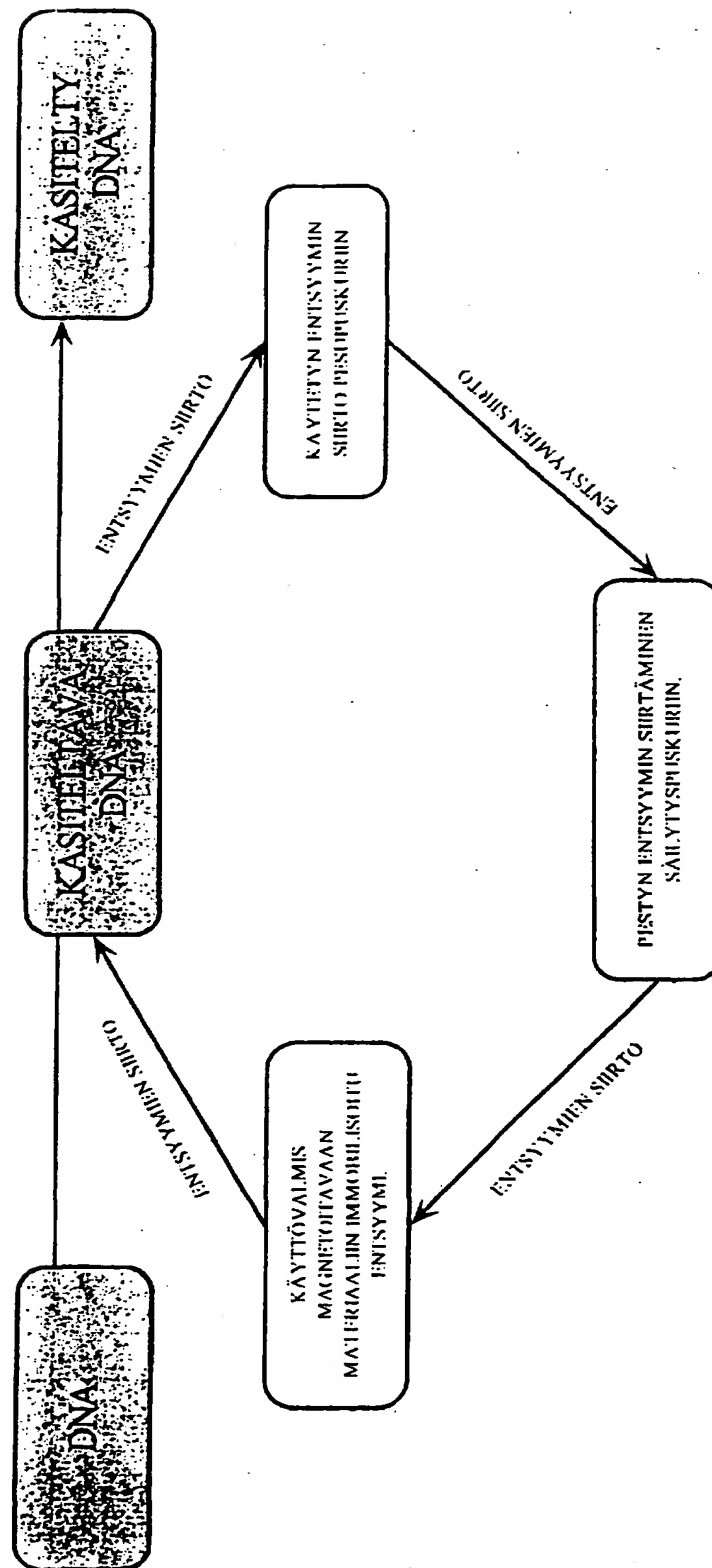 DNA
KÄSITELTÄVÄ
DNA
KÄSITELTY
DNA
ENTSYYMIEN SIIRTO
ENTSYYMIEN SIIRTO
KÄYTTÖVALMIS
MAGNETOITAVAAN
MATERIAALIIN IMMOBILISOITU
ENTSYYMI.
KÄYTETYN ENTSYYMIN
SIIRTO PESUPUSKURIIN
ENTSYYMIEN SIIRTO
ENTSYYMIEN SIIRTO
PESTYN ENTSYYMIN SIIRTÄMINEN
SÄILYTYSPUSKURIIN.